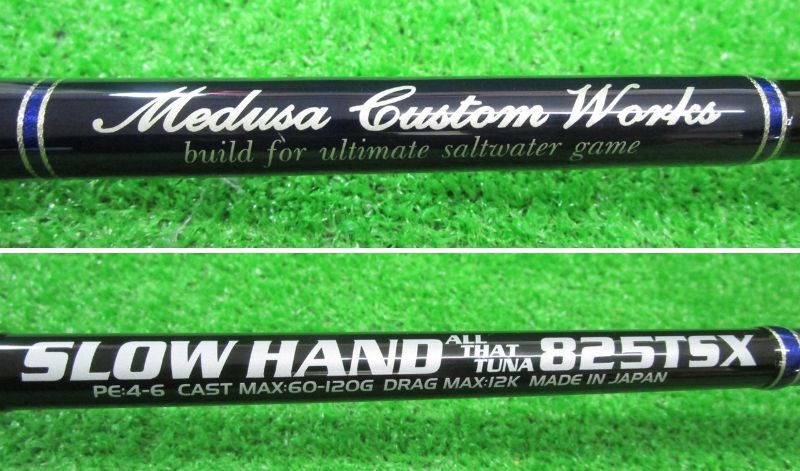 Medusa Custom Works
build for ultimate saltwater game
SLOW HAND ALL THAT TUNA 825TSX
PE:4-6 CAST MAX:60-120G DRAG MAX:12K MADE IN JAPAN